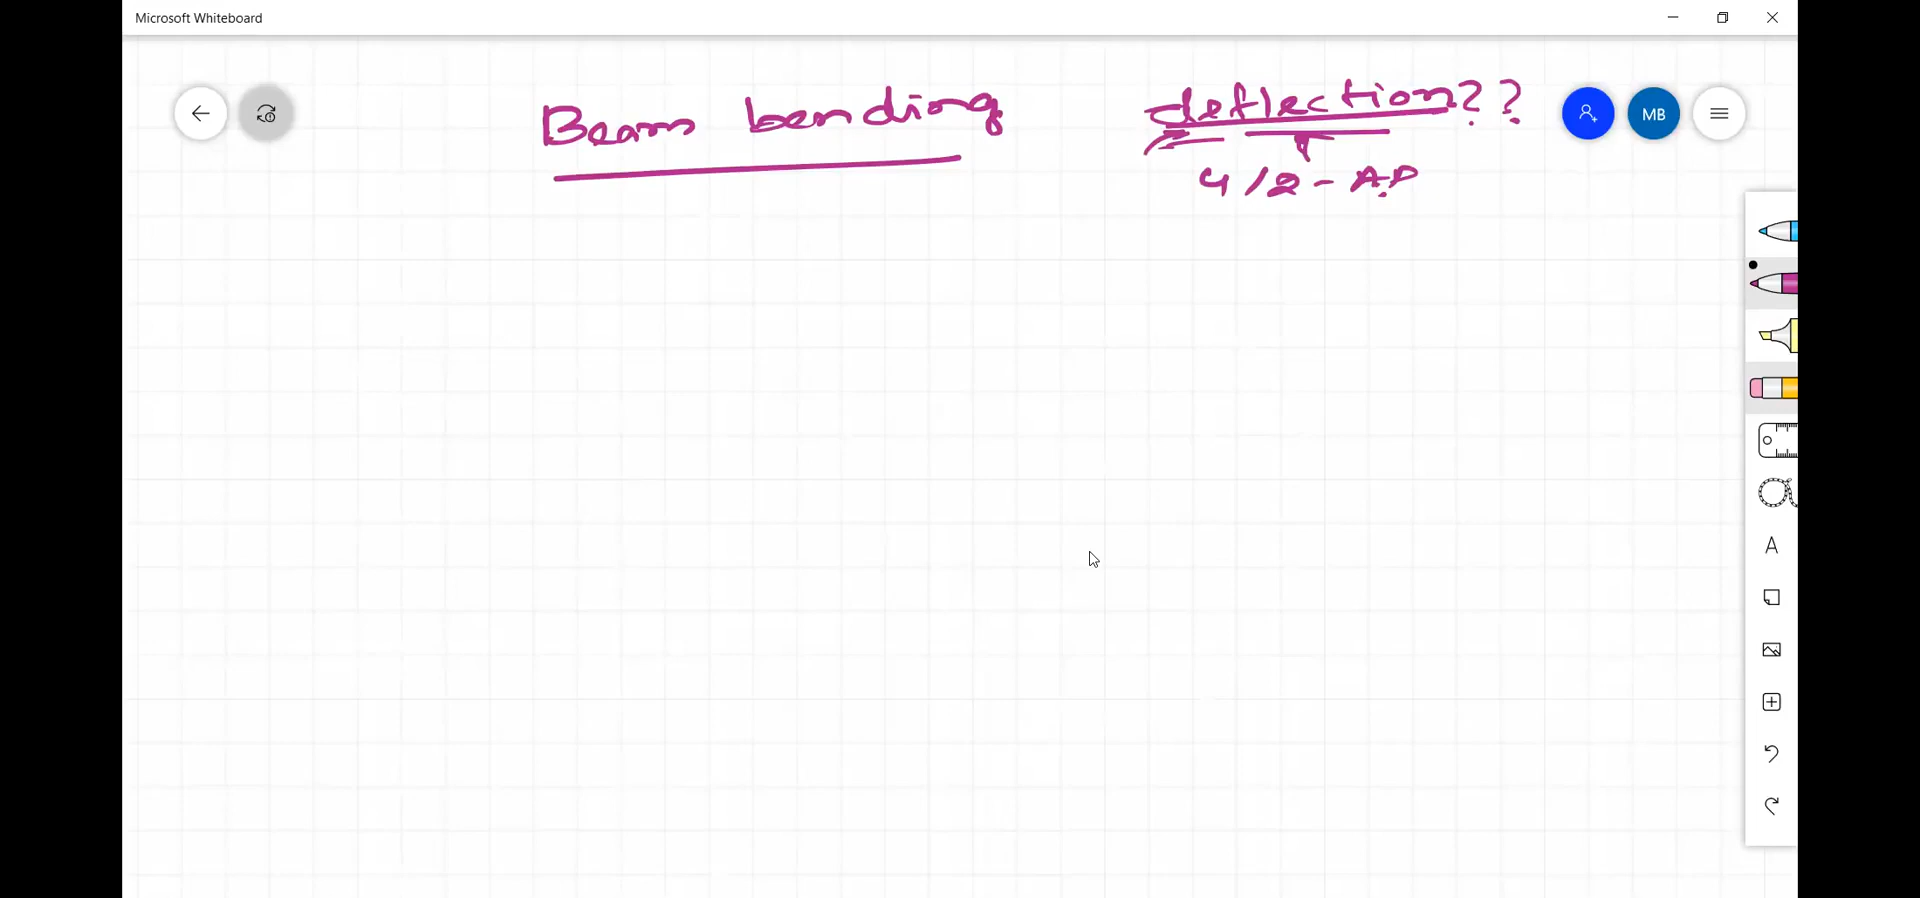 Microsoft Whiteboard
Beam bending deflection??
MB
4/2 - A.P
A